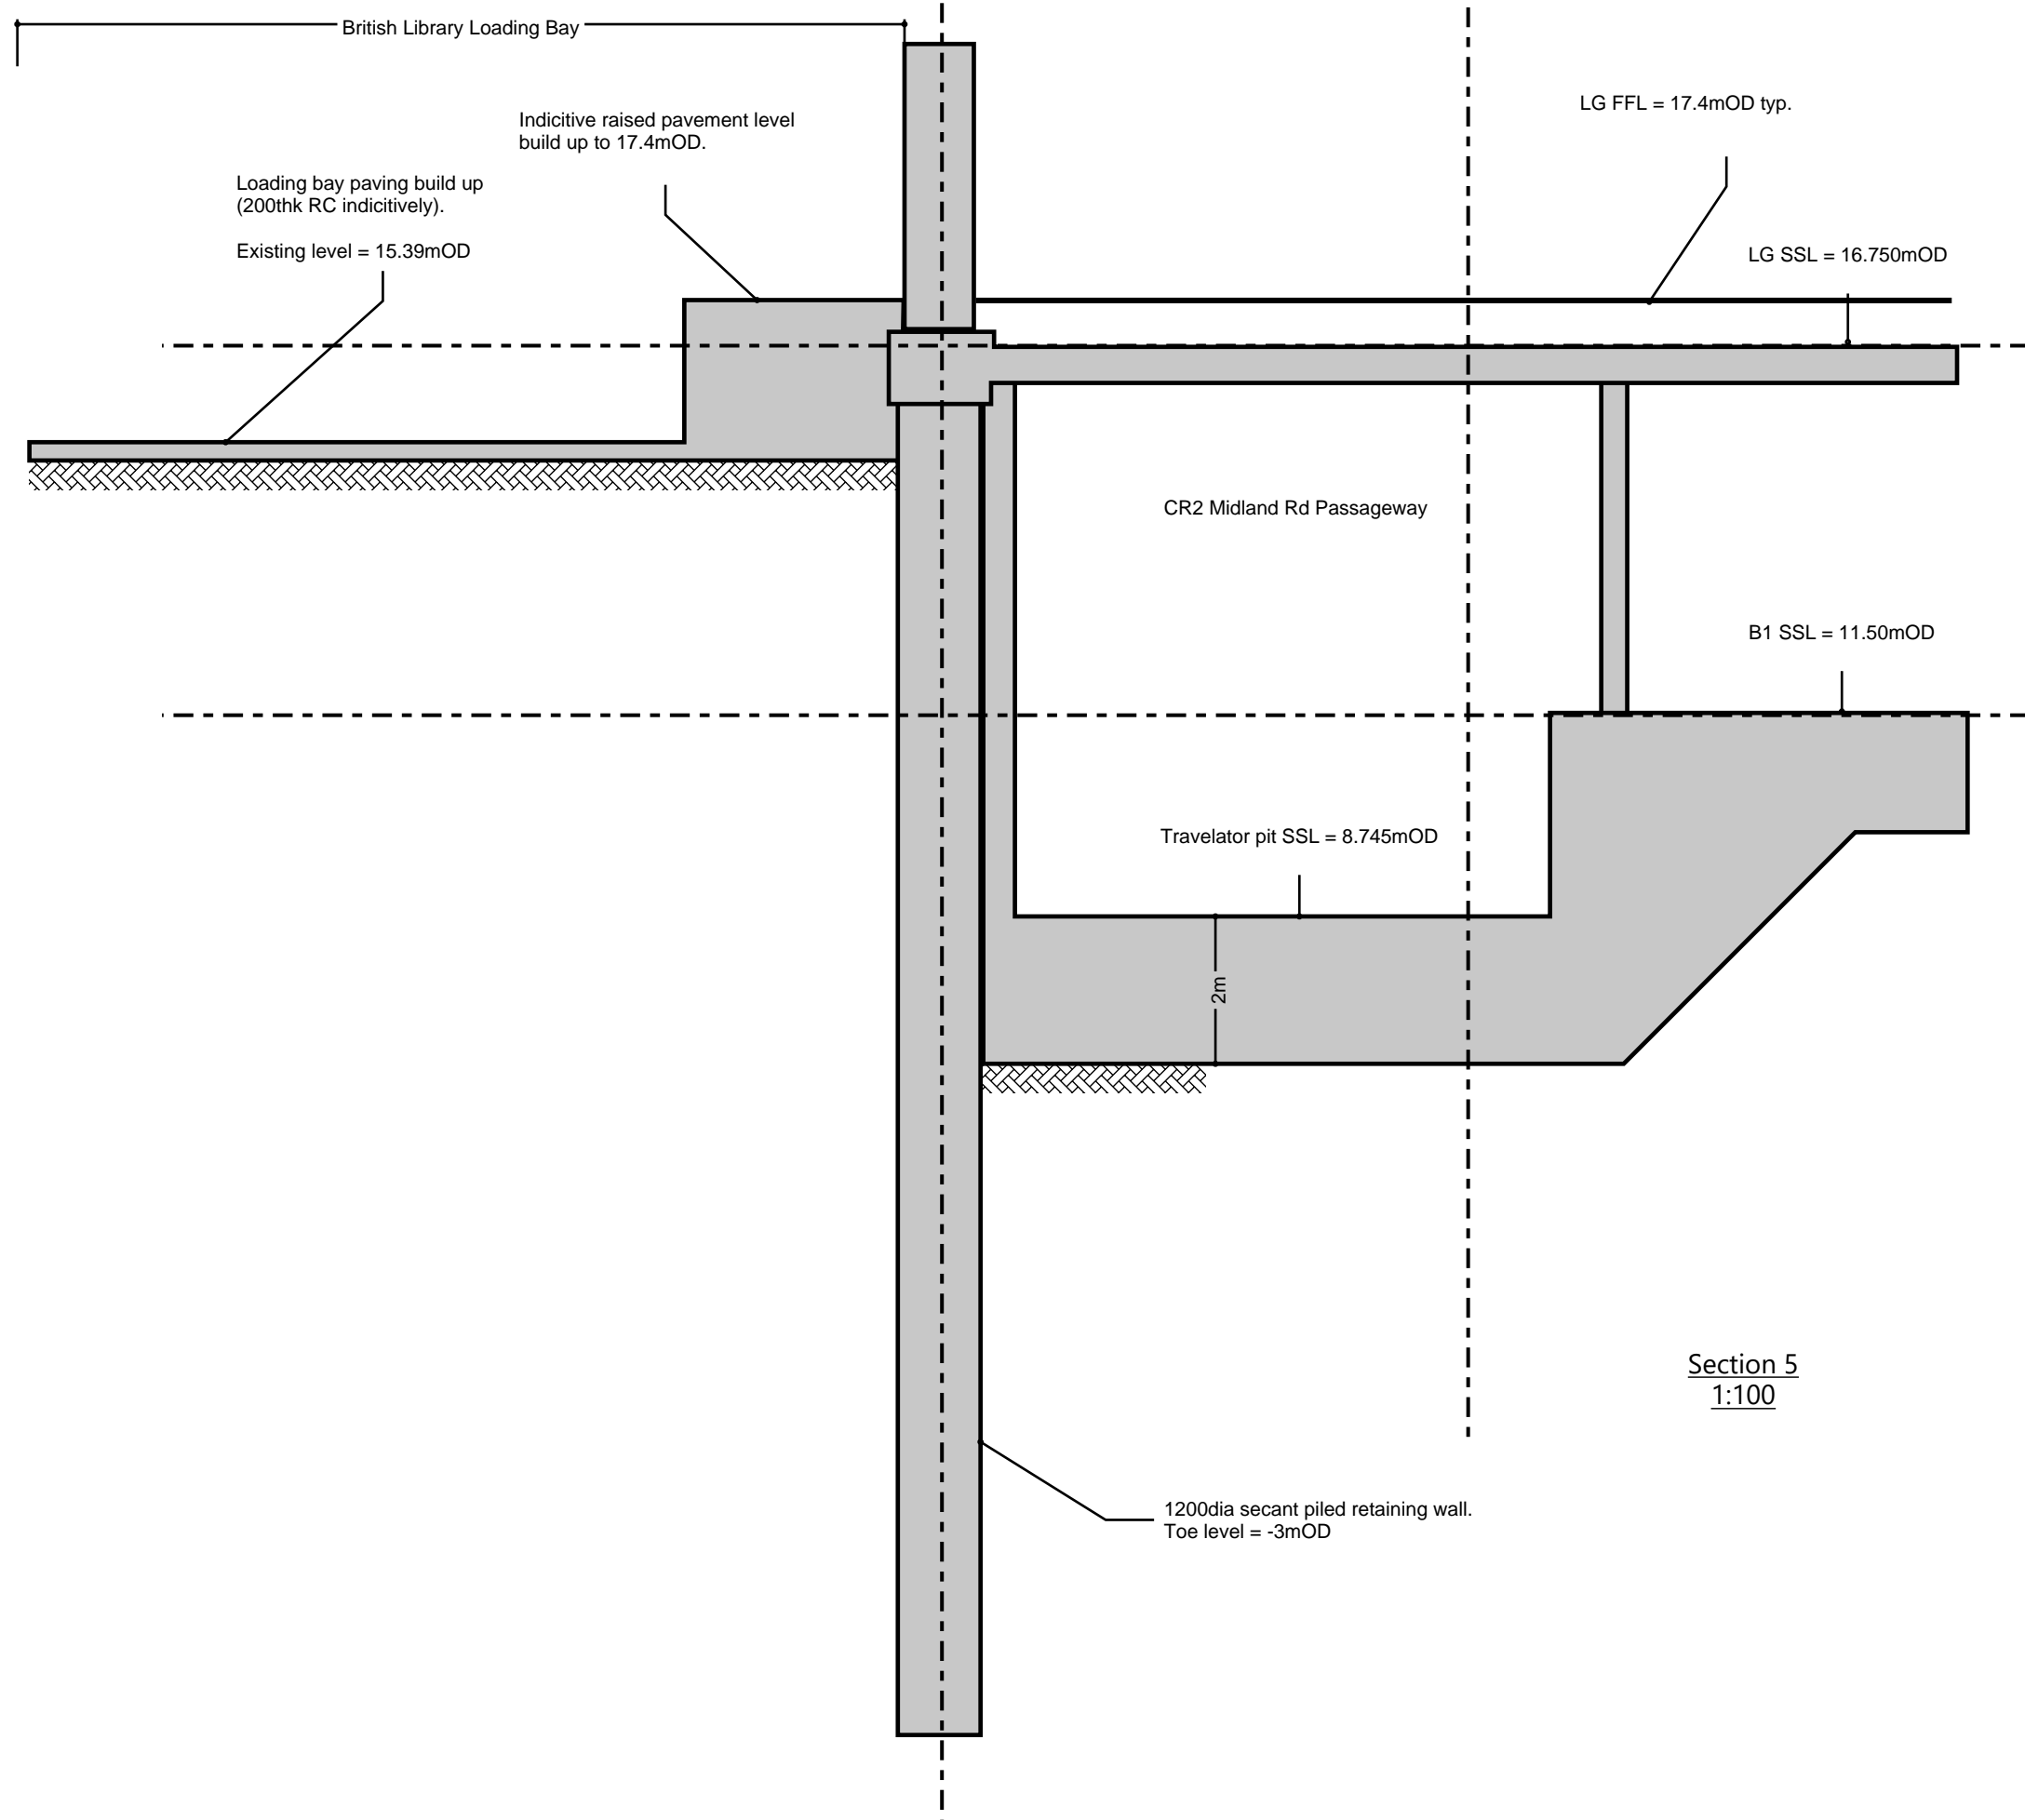 British Library Loading Bay
LG FFL = 17.4mOD typ.
Indicitive raised pavement level
build up to 17.4mOD.
Loading bay paving build up
(200thk RC indicitively).
Existing level = 15.39mOD
LG SSL = 16.750mOD
CR2 Midland Rd Passageway
B1 SSL = 11.50mOD
Travelator pit SSL = 8.745mOD
2m
Section 5
1:100
1200dia secant piled retaining wall.
Toe level = -3mOD